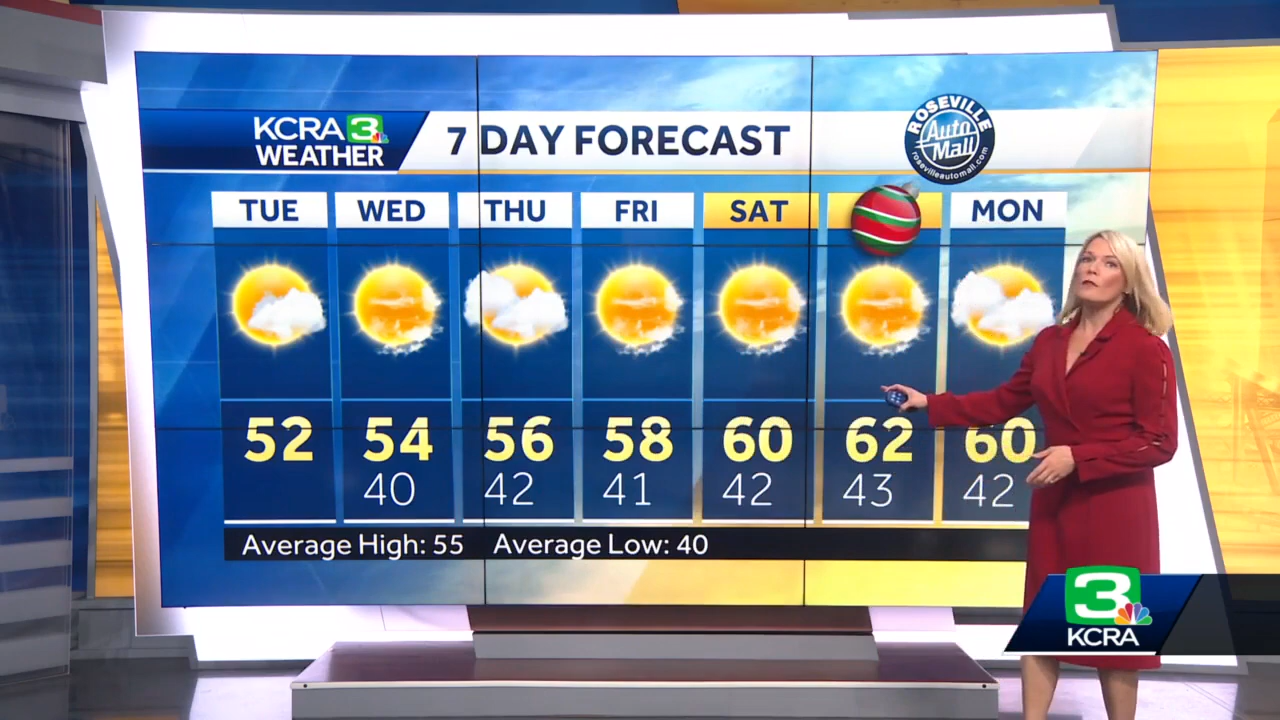 KCRA 3
WEATHER
7 DAY FORECAST
ROSEVILLE
Auto
Mall
rosevilleautomall.com
TUE WED THU FRI SAT MON
52 54 56 58 60 62 60
40 42 41 42 43 42
Average High: 55 Average Low: 40
3
KCRA